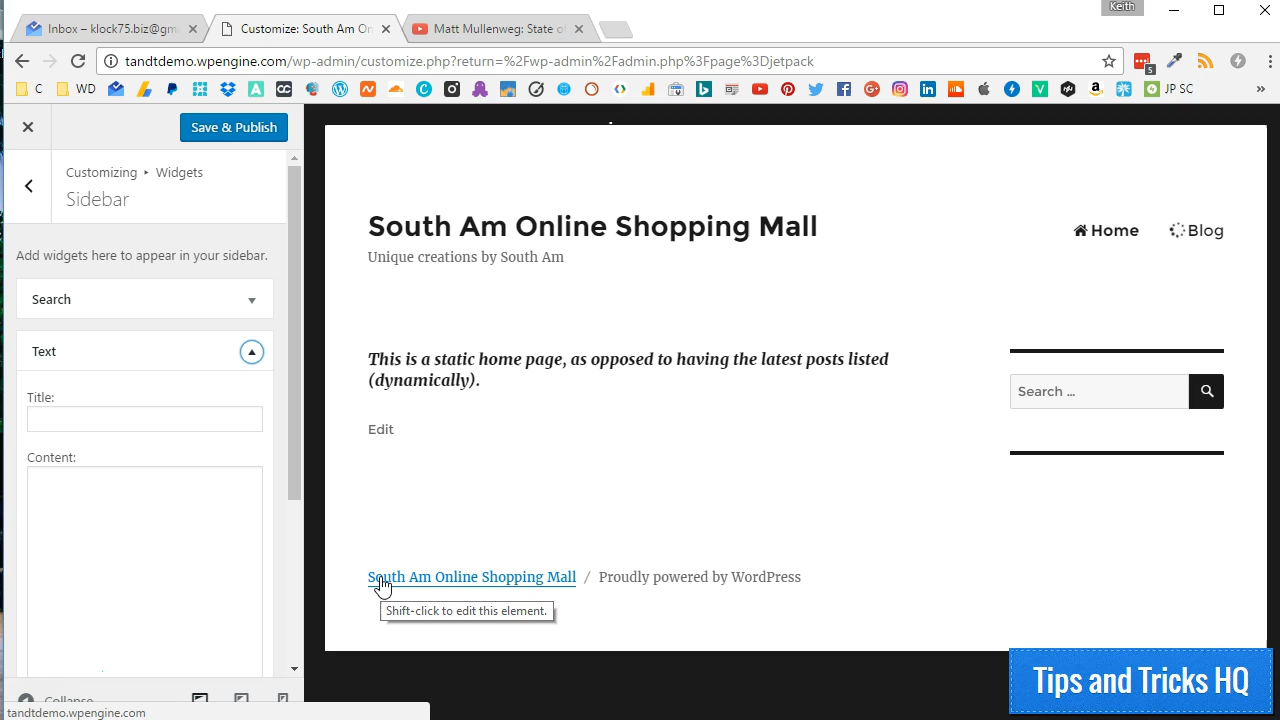 Keith
Inbox – klock75.biz@gm
Customize: South Am On
Matt Mullenweg: State of
tandtdemo.wpengine.com/wp-admin/customize.php?return=%2Fwp-admin%2Fadmin.php%3Fpage%3Djetpack
5
C
WD
JP SC
Save & Publish
Customizing ▸ Widgets
Sidebar
Add widgets here to appear in your sidebar.
Search
Text
Title:
Content:
Collapse
tandtdemo.wpengine.com
South Am Online Shopping Mall
Unique creations by South Am
Home
Blog
This is a static home page, as opposed to having the latest posts listed
(dynamically).
Edit
Search ...
South Am Online Shopping Mall / Proudly powered by WordPress
Shift-click to edit this element.
Tips and Tricks HQ